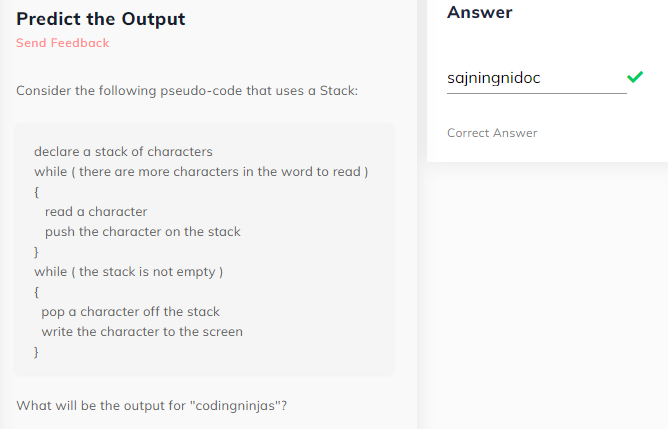 Predict the Output
Send Feedback
Consider the following pseudo-code that uses a Stack:
declare a stack of characters
while ( there are more characters in the word to read )
{
read a character
push the character on the stack
}
while ( the stack is not empty )
{
pop a character off the stack
write the character to the screen
}
What will be the output for "codingninjas"?
Answer
sajningnidoc
Correct Answer